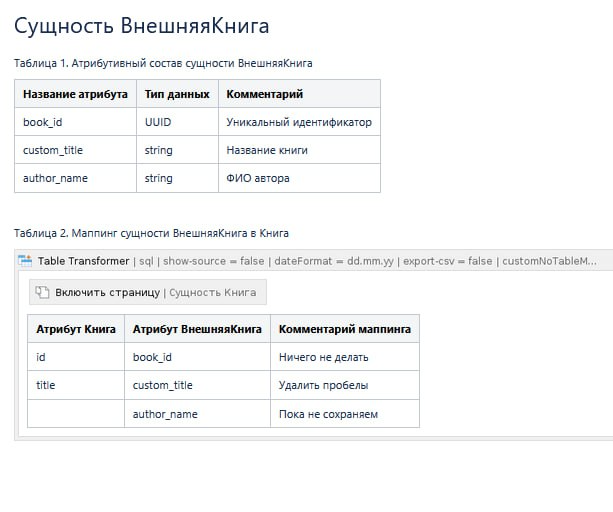 Сущность ВнешняяКнига
Таблица 1. Атрибутивный состав сущности ВнешняяКнига
Название атрибута Тип данных Комментарий
book_id UUID Уникальный идентификатор
custom_title string Название книги
author_name string ФИО автора
Таблица 2. Маппинг сущности ВнешняяКнига в Книга
Table Transformer | sql | show-source = false | dateFormat = dd.mm.yy | export-csv = false | customNoTableM...
Включить страницу | Сущность Книга
Атрибут Книга Атрибут ВнешняяКнига Комментарий маппинга
id book_id Ничего не делать
title custom_title Удалить пробелы
author_name Пока не сохраняем